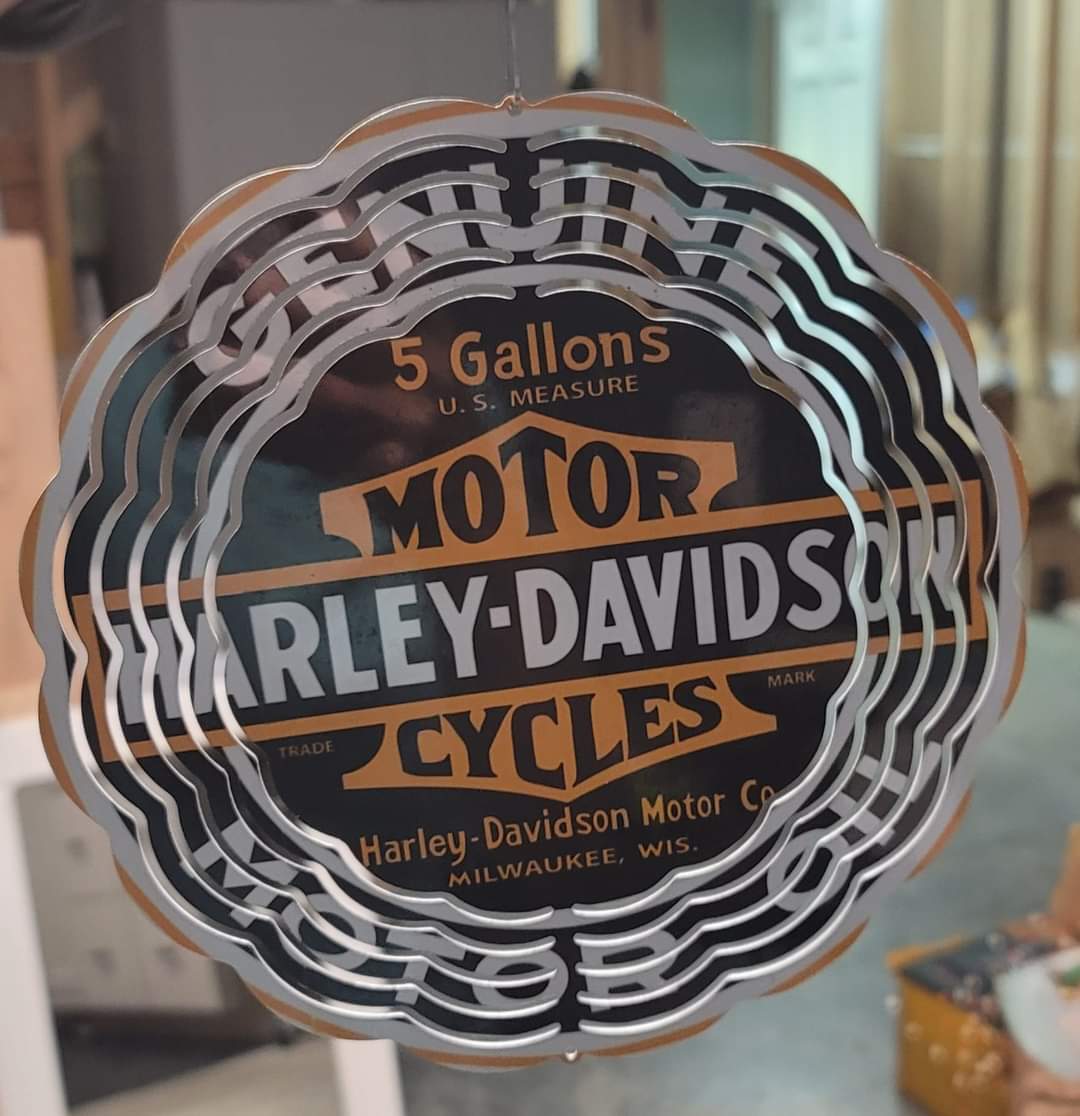 GENUINE
5 Gallons
U.S. MEASURE
MOTOR
HARLEY-DAVIDSON
CYCLES
TRADE MARK
Harley-Davidson Motor Co
MILWAUKEE, WIS.
MOTOR OIL